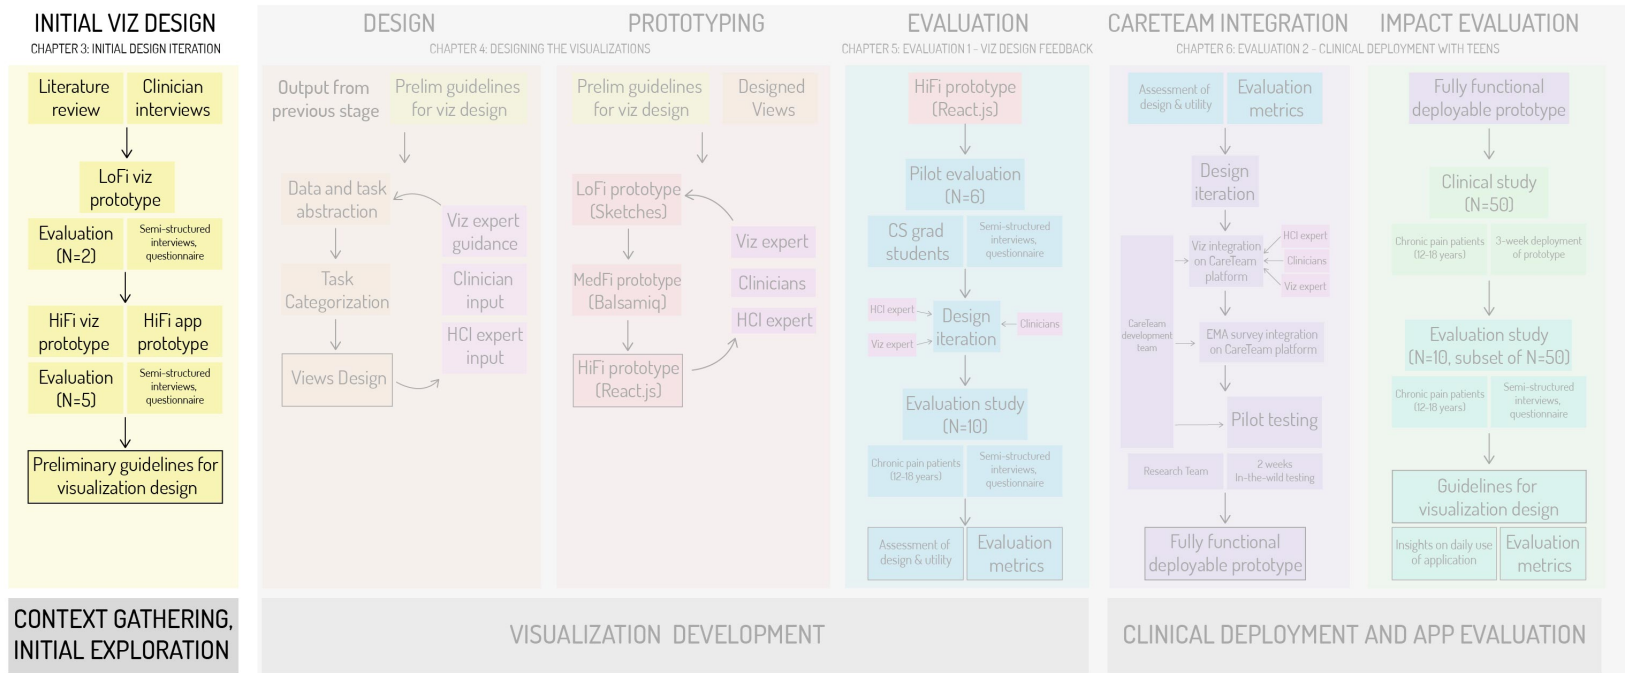 INITIAL VIZ DESIGN
CHAPTER 3: INITIAL DESIGN ITERATION
Literature
review
Clinician
interviews
LoFi viz
prototype
Evaluation
(N=2)
Semi-structured
interviews,
questionnaire
HiFi viz
prototype
HiFi app
prototype
Evaluation
(N=5)
Semi-structured
interviews,
questionnaire
Preliminary guidelines for
visualization design
CONTEXT GATHERING,
INITIAL EXPLORATION
DESIGN
PROTOTYPING
CHAPTER 4: DESIGNING THE VISUALIZATIONS
Output from
previous stage
Prelim guidelines
for viz design
Data and task
abstraction
Task
Categorization
Views Design
Viz expert
guidance
Clinician
input
HCI expert
input
Prelim guidelines
for viz design
Designed
Views
LoFi prototype
(Sketches)
MedFi prototype
(Balsamiq)
HiFi prototype
(React.js)
Viz expert
Clinicians
HCI expert
EVALUATION
CHAPTER 5: EVALUATION 1 - VIZ DESIGN FEEDBACK
HiFi prototype
(React.js)
Pilot evaluation
(N=6)
CS grad
students
Semi-structured
interviews,
questionnaire
HCI expert
Viz expert
Design
iteration
Clinicians
Evaluation study
(N=10)
Chronic pain patients
(12-18 years)
Semi-structured
interviews,
questionnaire
Assessment of
design & utility
Evaluation
metrics
VISUALIZATION DEVELOPMENT
CARETEAM INTEGRATION
IMPACT EVALUATION
CHAPTER 6: EVALUATION 2 - CLINICAL DEPLOYMENT WITH TEENS
Assessment of
design & utility
Evaluation
metrics
Design
iteration
CareTeam
development
team
Viz integration
on CareTeam
platform
HCI expert
Clinicians
Viz expert
EMA survey integration
on CareTeam platform
Pilot testing
Research Team
2 weeks
In-the-wild testing
Fully functional
deployable prototype
Fully functional
deployable prototype
Clinical study
(N=50)
Chronic pain patients
(12-18 years)
3-week deployment
of prototype
Evaluation study
(N=10, subset of N=50)
Chronic pain patients
(12-18 years)
Semi-structured
interviews,
questionnaire
Guidelines for
visualization design
Insights on daily use
of application
Evaluation
metrics
CLINICAL DEPLOYMENT AND APP EVALUATION